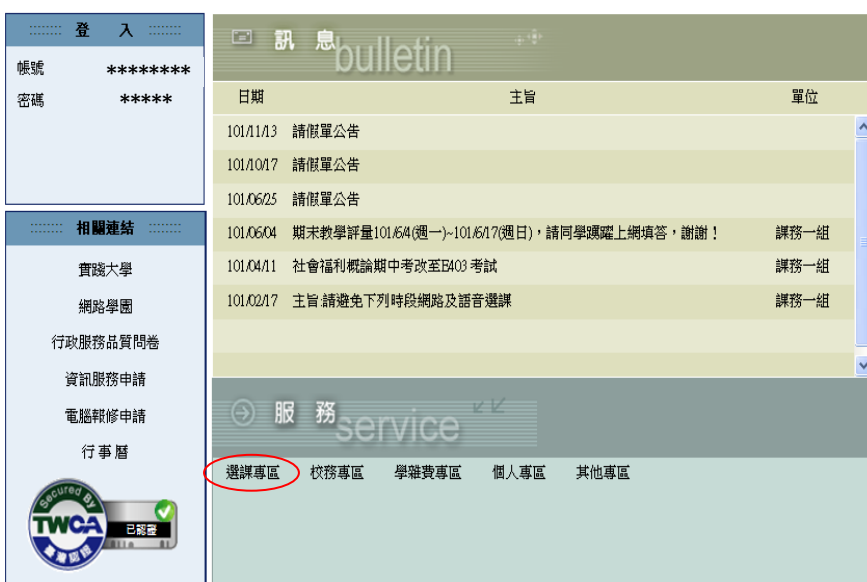 登 入
帳號 ********
密碼 *****
相關連結
實踐大學
網路學園
行政服務品質問卷
資訊服務申請
電腦報修申請
行事曆
Secured By
TWCA
臺灣認證
已認證
訊 息 bulletin
日期 主旨 單位
101/11/13 請假單公告
101/10/17 請假單公告
101/06/25 請假單公告
101/06/04 期末教學評量101/6/4(週一)~101/6/17(週日)，請同學踴躍上網填答，謝謝！ 課務一組
101/04/11 社會福利概論期中考改至E403 考試 課務一組
101/02/17 主旨:請避免下列時段網路及語音選課 課務一組
服 務 service
選課專區 校務專區 學雜費專區 個人專區 其他專區